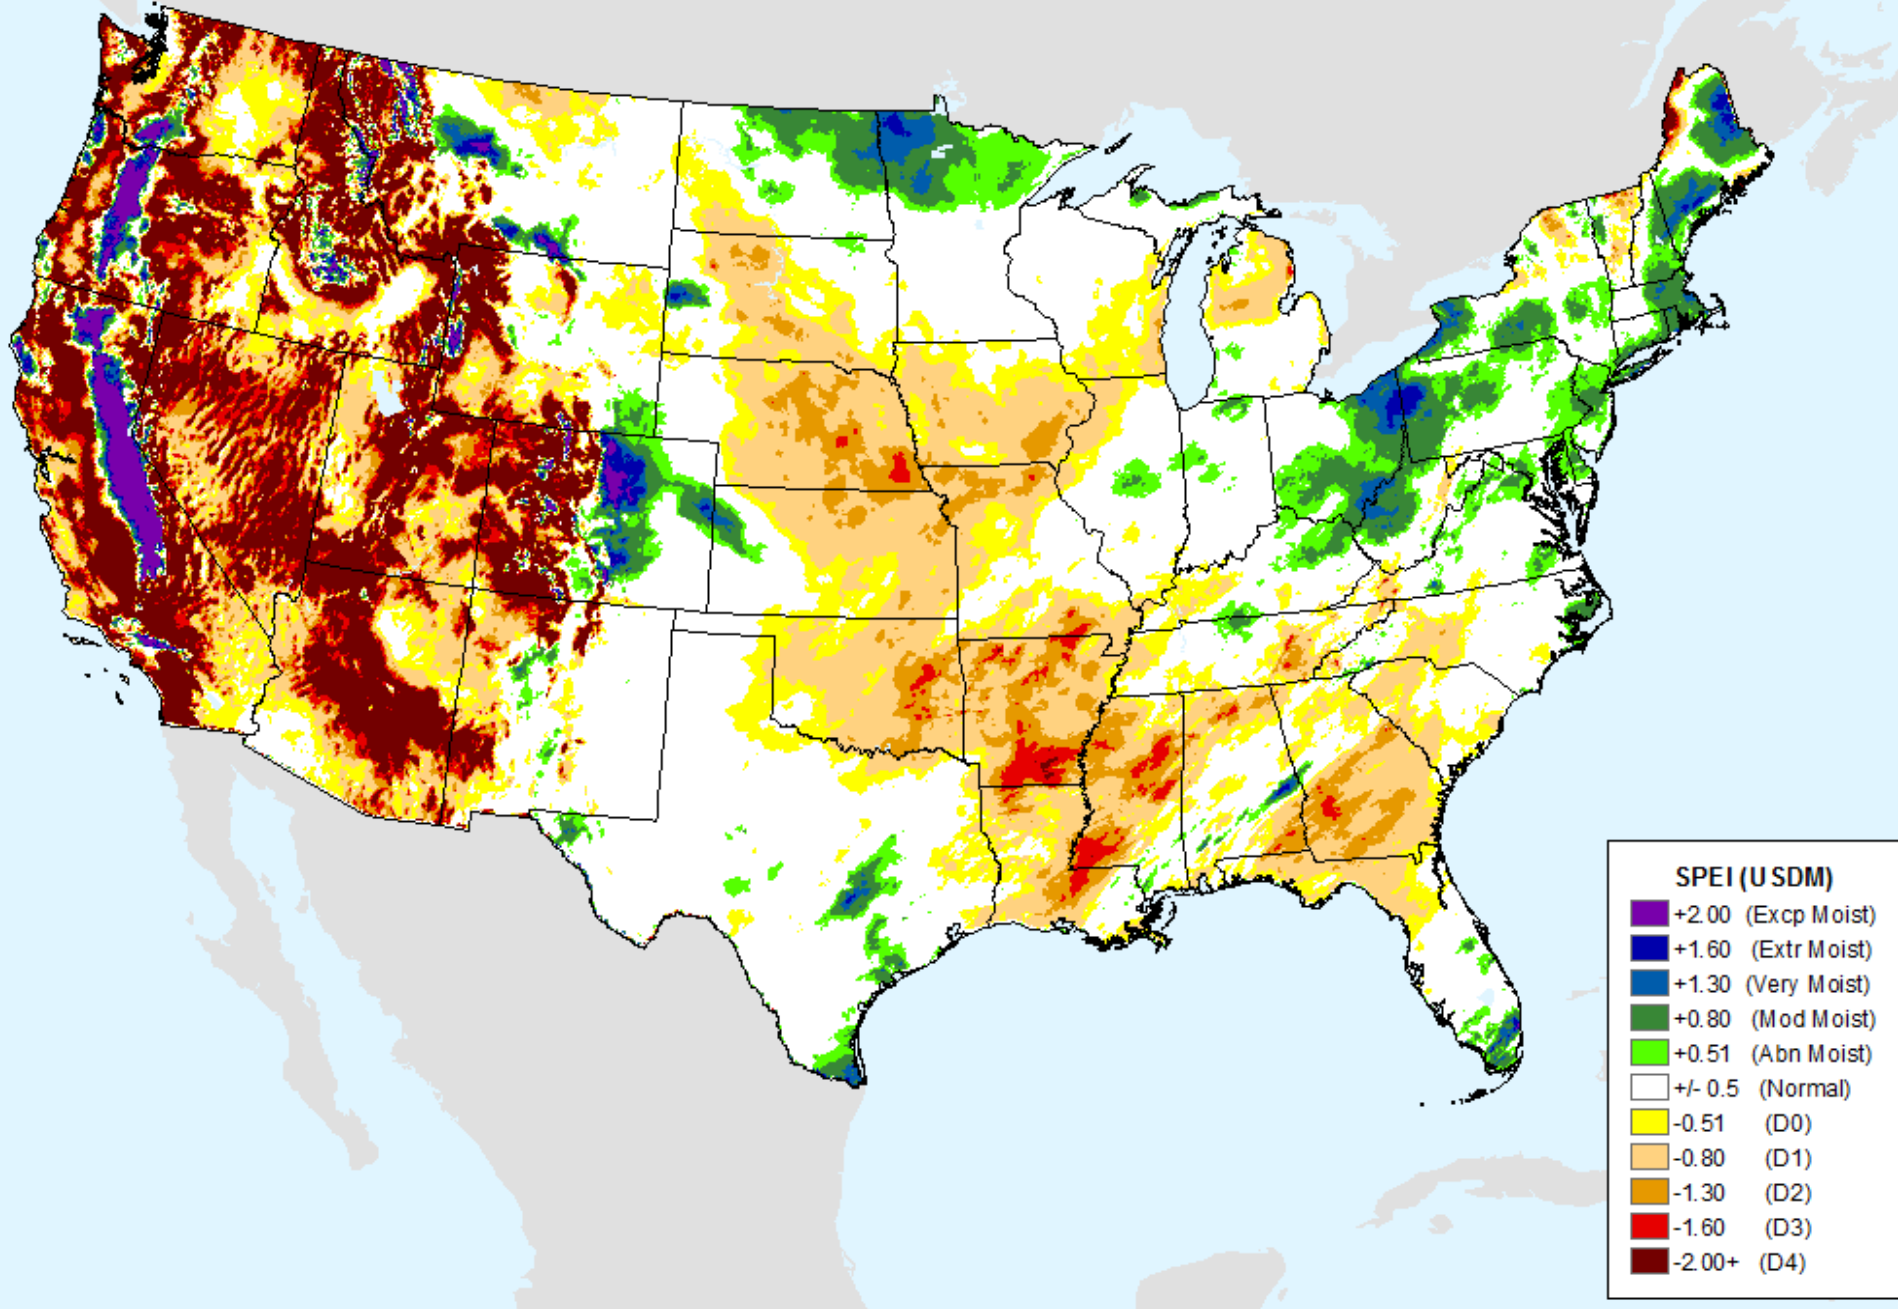 SPEI (USDM)
+2.00 (Excp Moist)
+1.60 (Extr Moist)
+1.30 (Very Moist)
+0.80 (Mod Moist)
+0.51 (Abn Moist)
+/- 0.5 (Normal)
-0.51 (D0)
-0.80 (D1)
-1.30 (D2)
-1.60 (D3)
-2.00+ (D4)